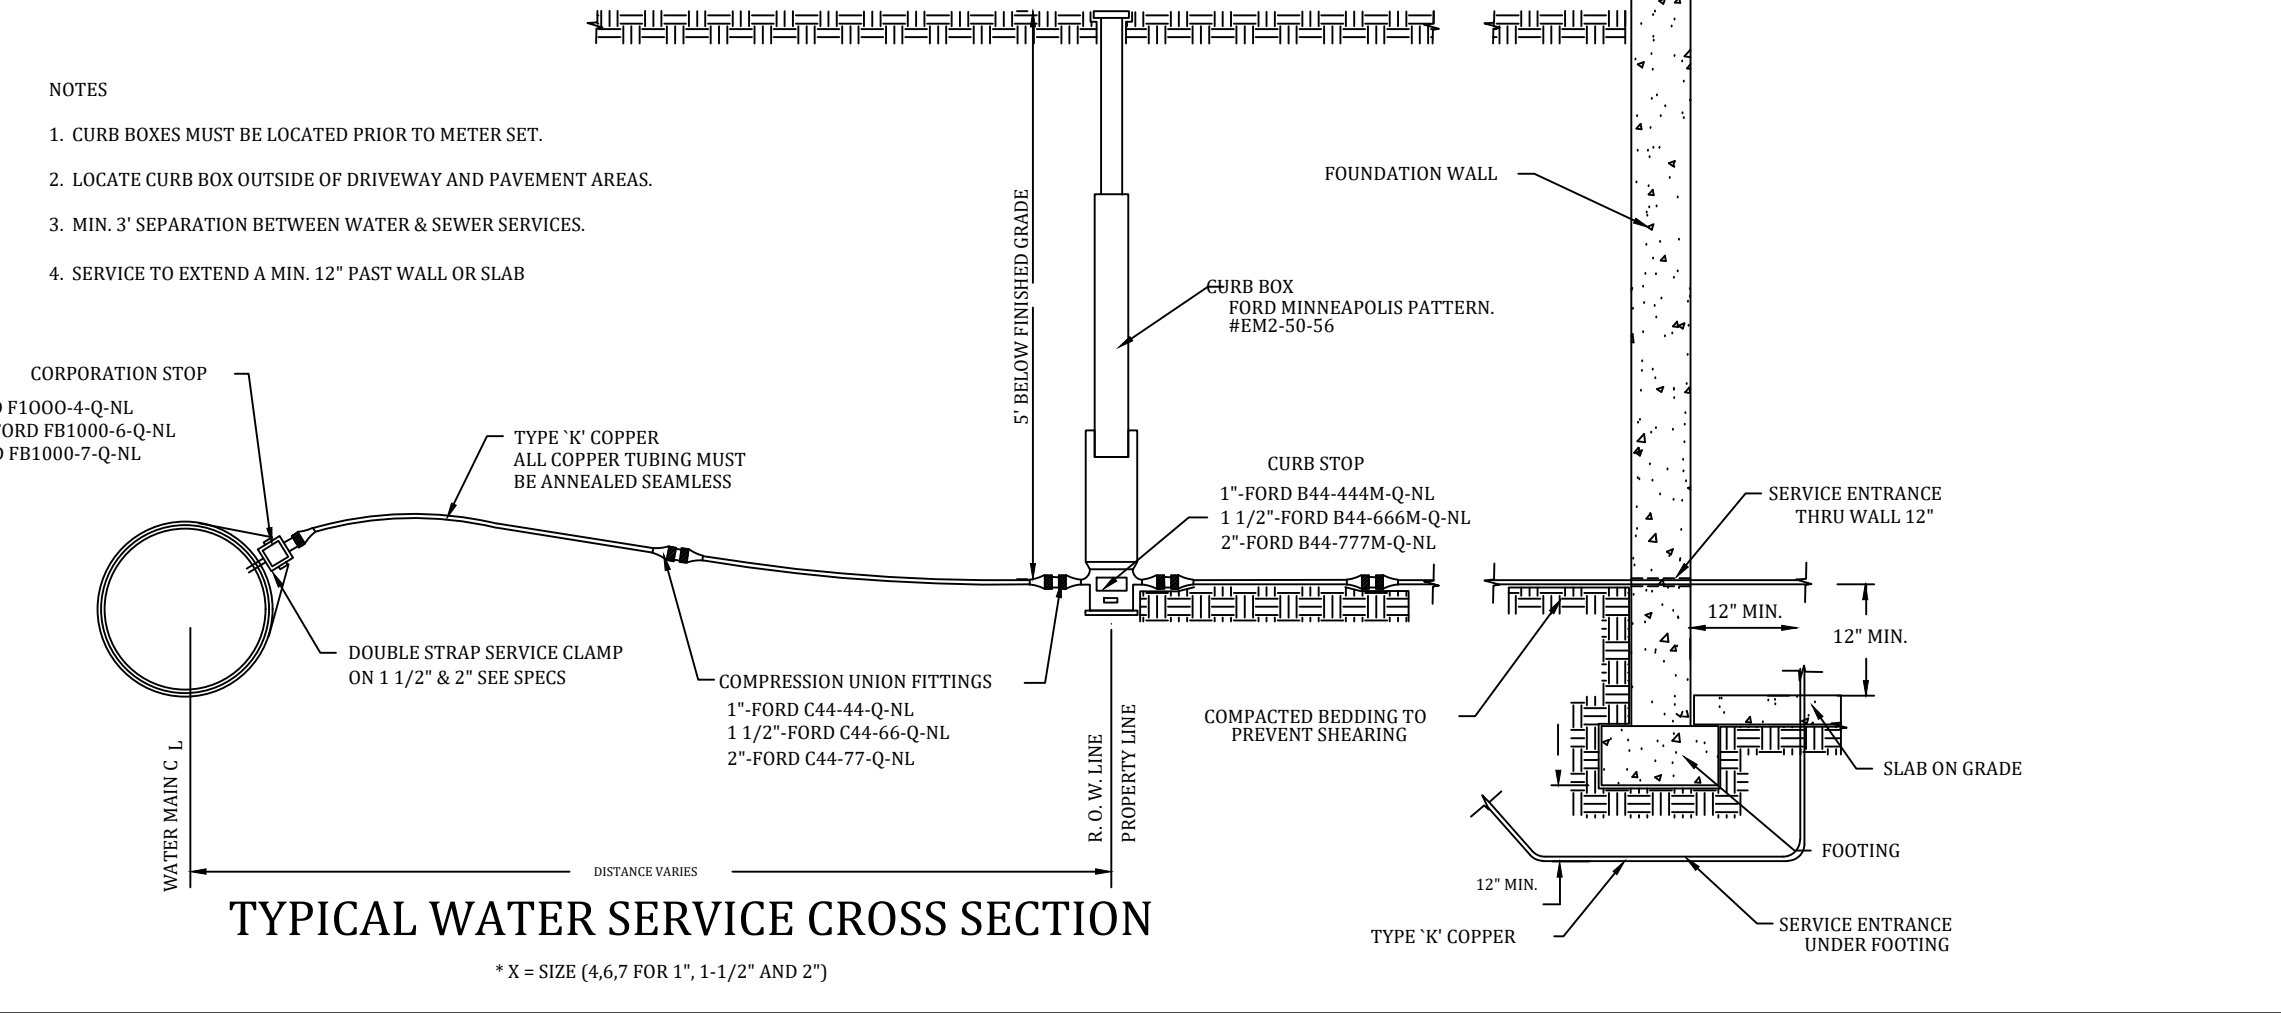 NOTES
1. CURB BOXES MUST BE LOCATED PRIOR TO METER SET.
2. LOCATE CURB BOX OUTSIDE OF DRIVEWAY AND PAVEMENT AREAS.
3. MIN. 3' SEPARATION BETWEEN WATER & SEWER SERVICES.
4. SERVICE TO EXTEND A MIN. 12" PAST WALL OR SLAB
CORPORATION STOP
F1OOO-4-Q-NL
FORD FB1000-6-Q-NL
FB1000-7-Q-NL
TYPE `K' COPPER
ALL COPPER TUBING MUST
BE ANNEALED SEAMLESS
5' BELOW FINISHED GRADE
CURB BOX
FORD MINNEAPOLIS PATTERN.
#EM2-50-56
FOUNDATION WALL
CURB STOP
1"-FORD B44-444M-Q-NL
1 1/2"-FORD B44-666M-Q-NL
2"-FORD B44-777M-Q-NL
SERVICE ENTRANCE
THRU WALL 12"
12" MIN.
12" MIN.
DOUBLE STRAP SERVICE CLAMP
ON 1 1/2" & 2" SEE SPECS
COMPRESSION UNION FITTINGS
1"-FORD C44-44-Q-NL
1 1/2"-FORD C44-66-Q-NL
2"-FORD C44-77-Q-NL
COMPACTED BEDDING TO
PREVENT SHEARING
SLAB ON GRADE
WATER MAIN C L
R. O. W. LINE
PROPERTY LINE
FOOTING
DISTANCE VARIES
12" MIN.
TYPE `K' COPPER
SERVICE ENTRANCE
UNDER FOOTING
TYPICAL WATER SERVICE CROSS SECTION
* X = SIZE (4,6,7 FOR 1", 1-1/2" AND 2")